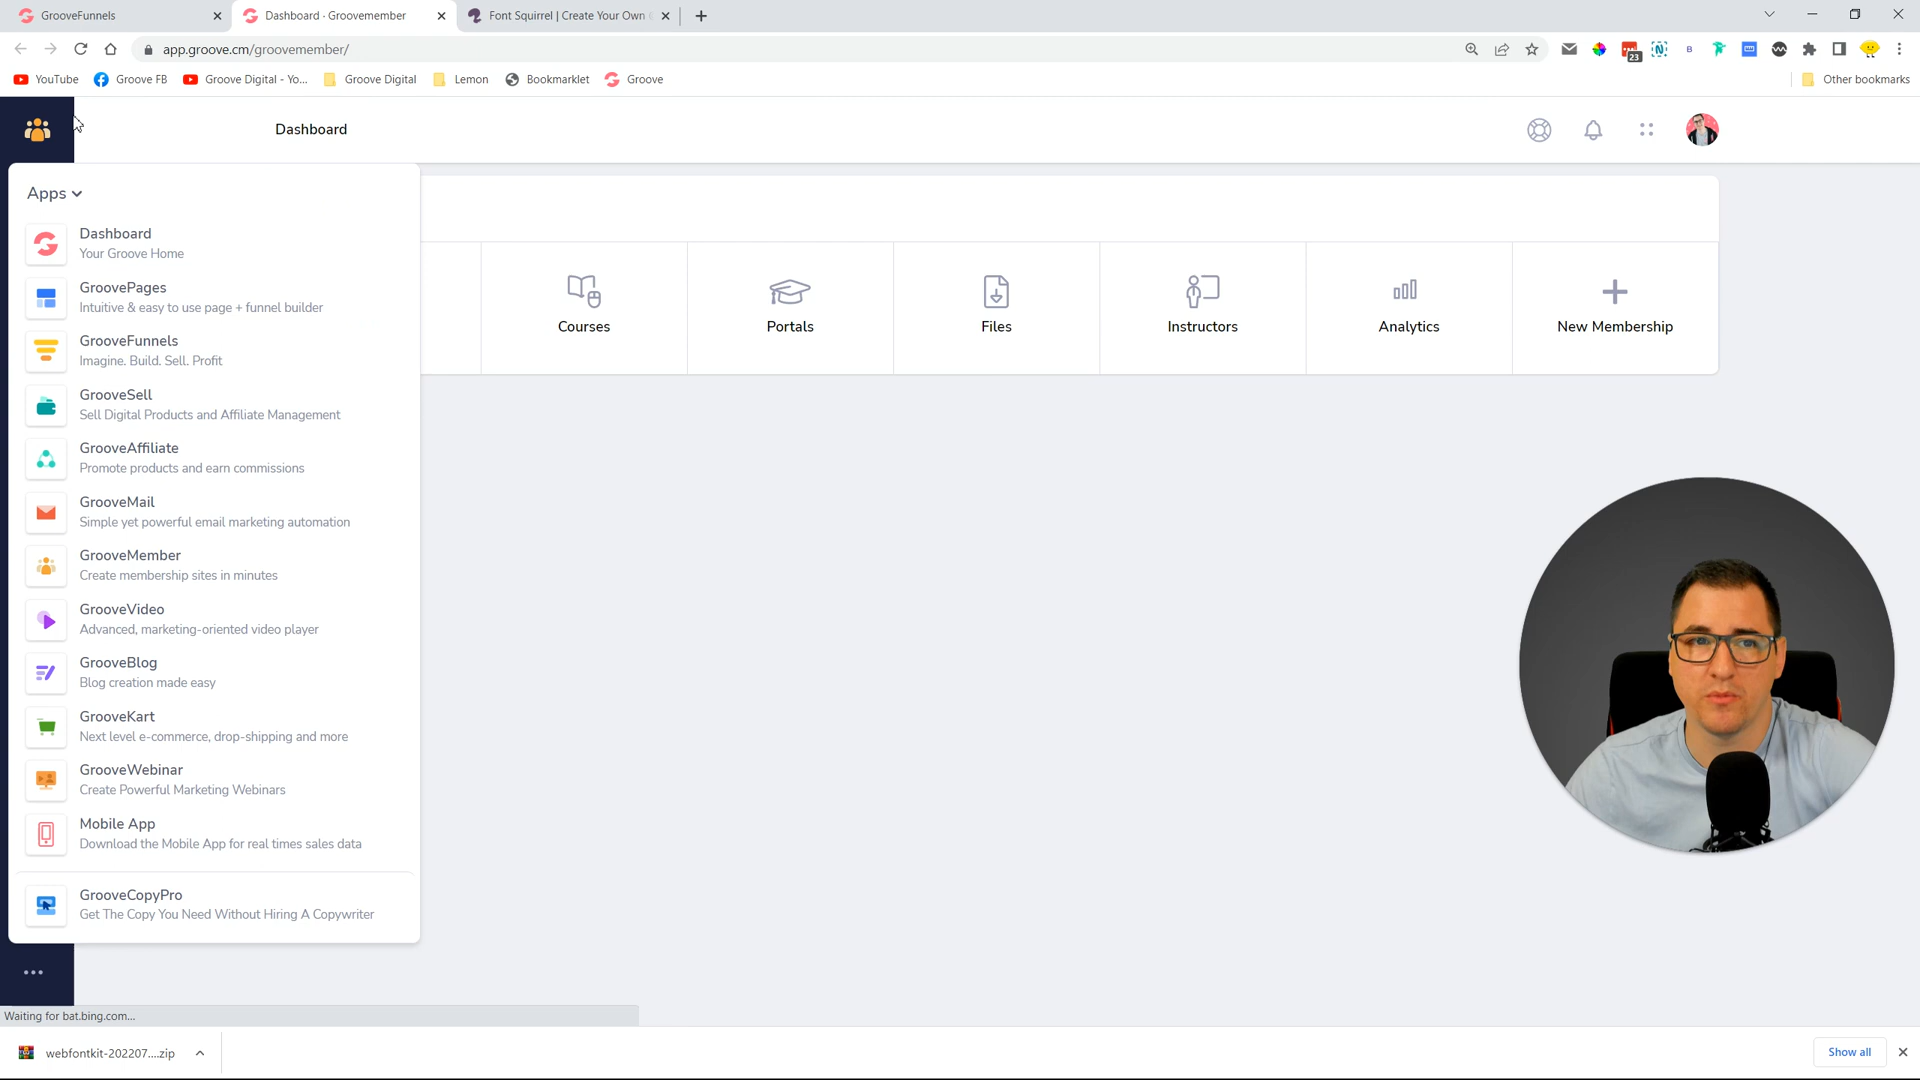 GrooveFunnels
Dashboard · Groovemember
Font Squirrel | Create Your Own
app.groove.cm/groovemember/
23
YouTube
Groove FB
Groove Digital - Yo...
Groove Digital
Lemon
Bookmarklet
Groove
Other bookmarks
Dashboard
Apps
Dashboard
Your Groove Home
GroovePages
Intuitive & easy to use page + funnel builder
GrooveFunnels
Imagine. Build. Sell. Profit
GrooveSell
Sell Digital Products and Affiliate Management
GrooveAffiliate
Promote products and earn commissions
GrooveMail
Simple yet powerful email marketing automation
GrooveMember
Create membership sites in minutes
GrooveVideo
Advanced, marketing-oriented video player
GrooveBlog
Blog creation made easy
GrooveKart
Next level e-commerce, drop-shipping and more
GrooveWebinar
Create Powerful Marketing Webinars
Mobile App
Download the Mobile App for real times sales data
GrooveCopyPro
Get The Copy You Need Without Hiring A Copywriter
Courses
Portals
Files
Instructors
Analytics
New Membership
Waiting for bat.bing.com...
webfontkit-202207....zip
Show all